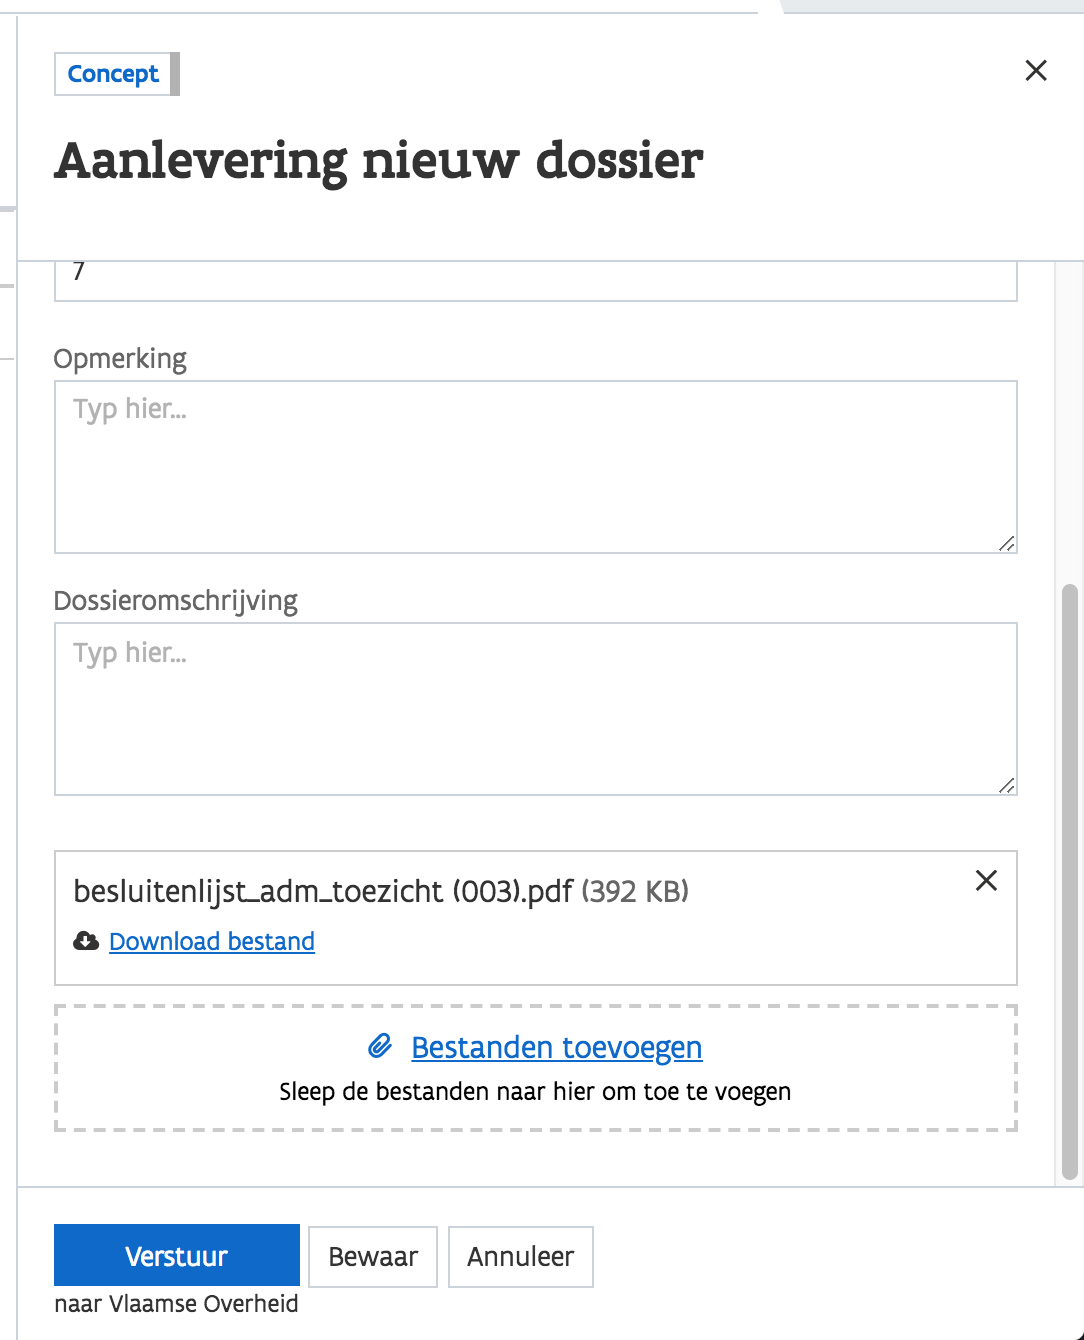 Concept
Aanlevering nieuw dossier
7
Opmerking
Typ hier...
Dossieromschrijving
Typ hier...
besluitenlijst_adm_toezicht (003).pdf (392 KB)
Download bestand
Bestanden toevoegen
Sleep de bestanden naar hier om toe te voegen
Verstuur Bewaar Annuleer
naar Vlaamse Overheid